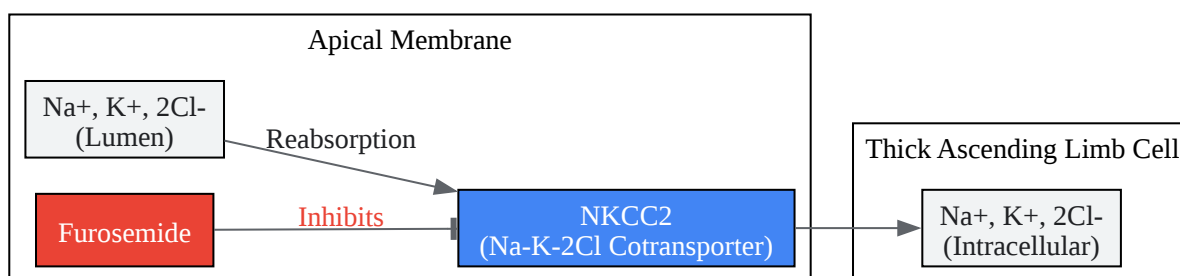 Apical Membrane
Na+, K+, 2Cl-
(Lumen)
Reabsorption
Furosemide
Inhibits
NKCC2
(Na-K-2Cl Cotransporter)
Thick Ascending Limb Cell
Na+, K+, 2Cl-
(Intracellular)